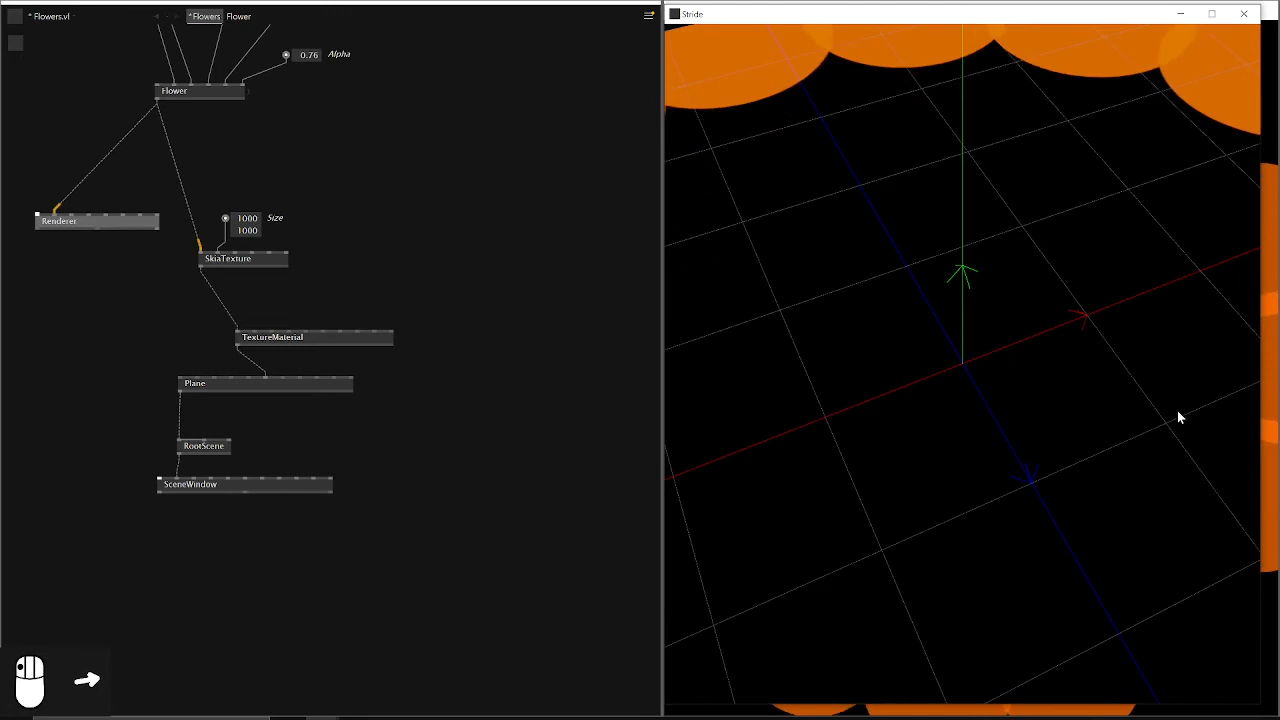 * Flowers.vl
*Flowers
Flower
Stride
0.76
Alpha
Flower
Renderer
1000
1000
Size
SkiaTexture
TextureMaterial
Plane
RootScene
SceneWindow